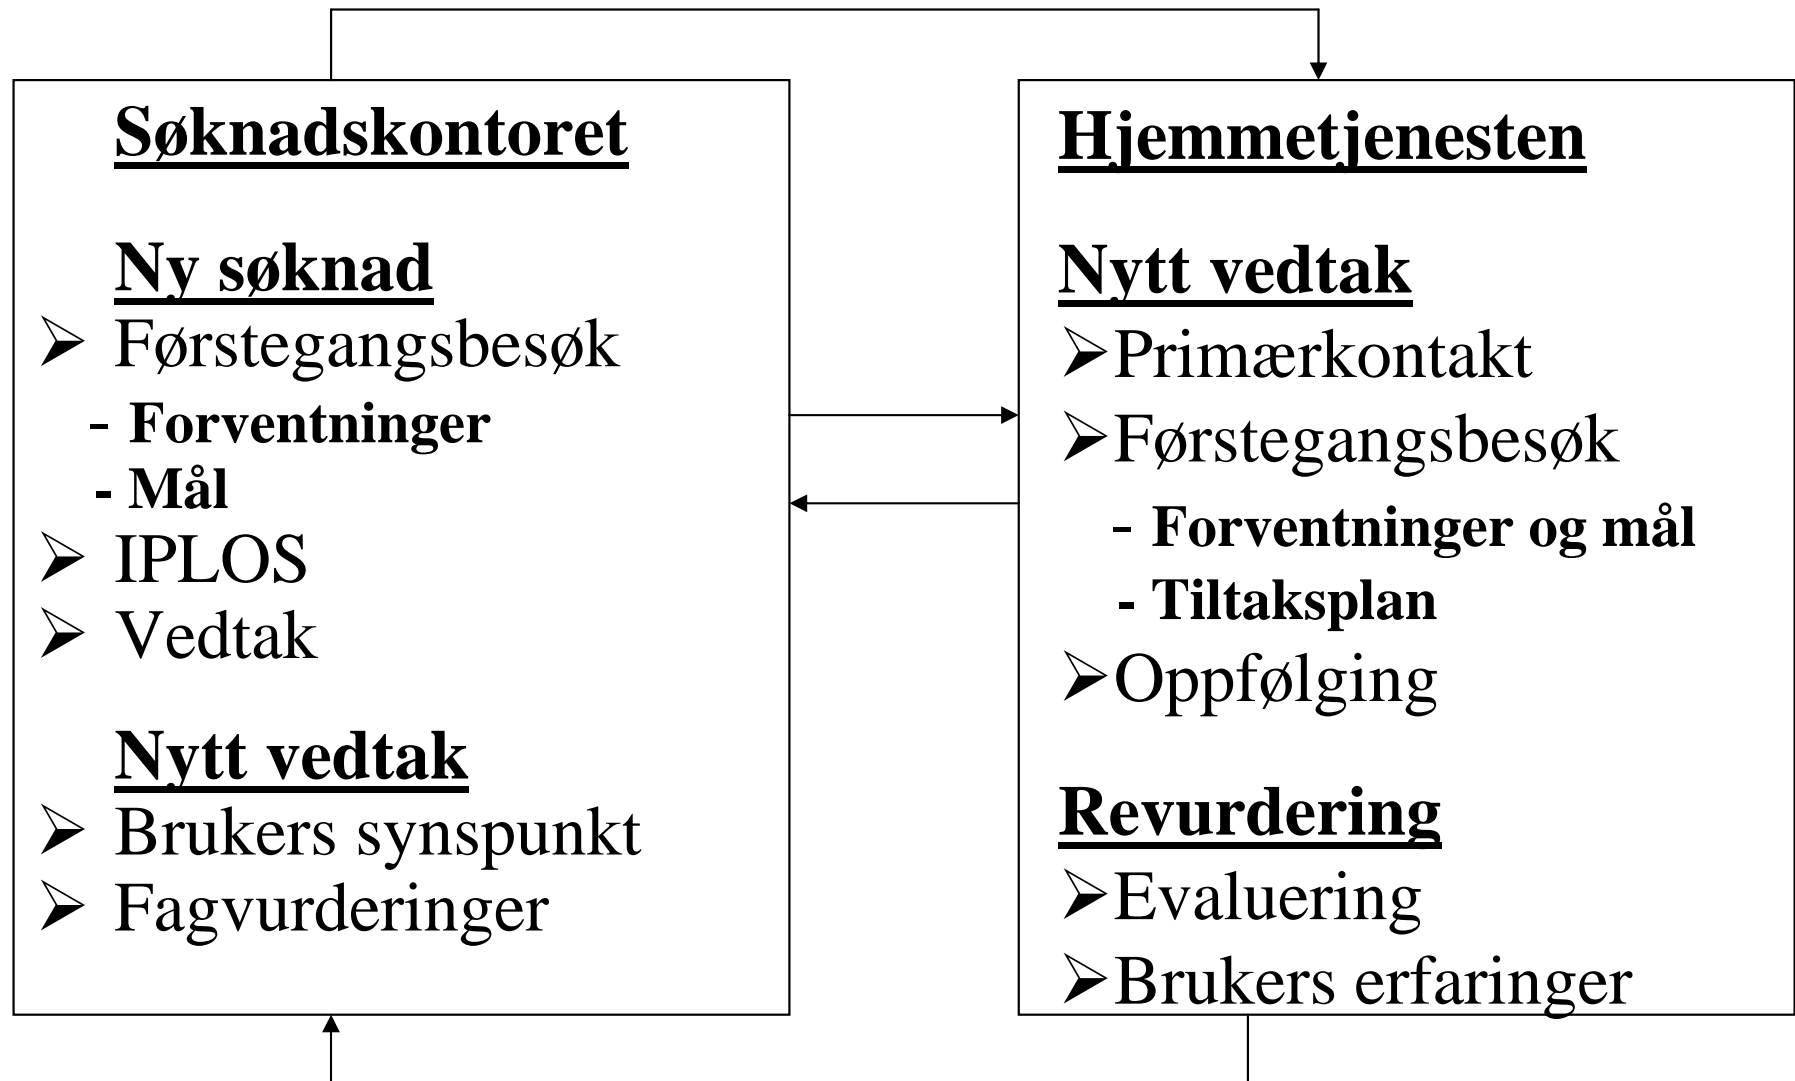 Søknadskontoret
Ny søknad
➢ Førstegangsbesøk
- Forventninger
- Mål
➢ IPLOS
➢ Vedtak
Nytt vedtak
➢ Brukers synspunkt
➢ Fagvurderinger
Hjemmetjenesten
Nytt vedtak
➢Primærkontakt
➢Førstegangsbesøk
- Forventninger og mål
- Tiltaksplan
➢Oppfølging
Revurdering
➢Evaluering
➢Brukers erfaringer